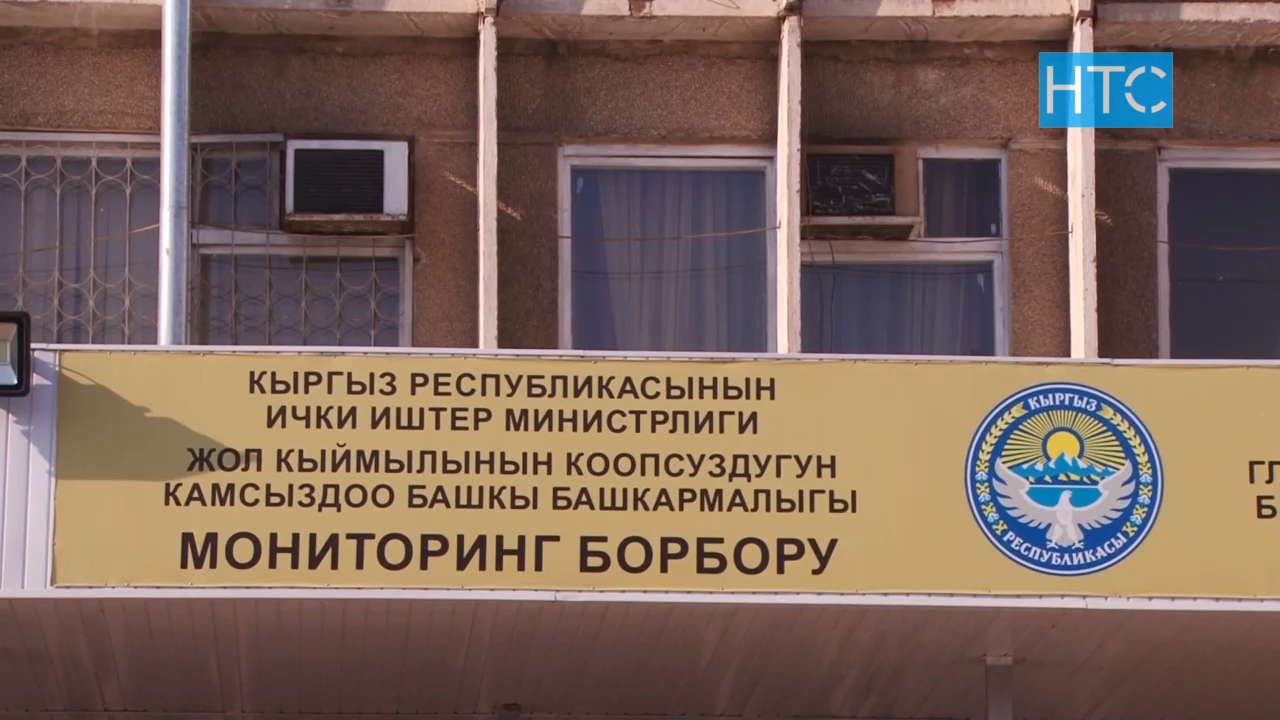 НТС
КЫРГЫЗ РЕСПУБЛИКАСЫНЫН
ИЧКИ ИШТЕР МИНИСТРЛИГИ
ЖОЛ КЫЙМЫЛЫНЫН КООПСУЗДУГУН
КАМСЫЗДОО БАШКЫ БАШКАРМАЛЫГЫ
МОНИТОРИНГ БОРБОРУ
КЫРГЫЗ
РЕСПУБЛИКАСЫ